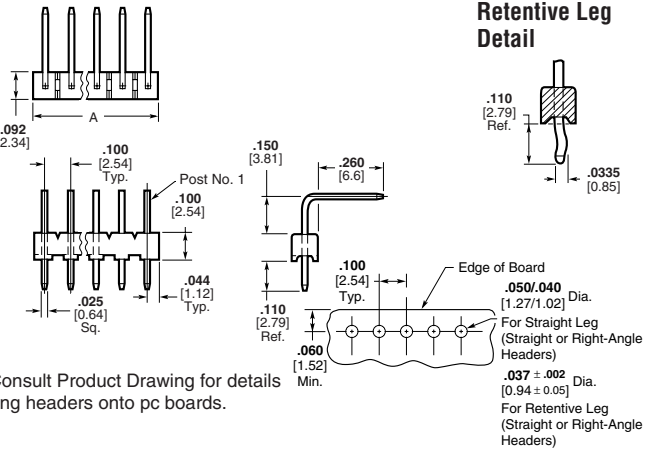 Retentive Leg
Detail
.110
[2.79]
Ref.
.0335
[0.85]
A
.092
2.34]
.100
[2.54]
Typ.
Post No. 1
.100
[2.54]
.044
[1.12]
Typ.
.025
[0.64]
Sq.
.150
[3.81]
.260
[6.6]
.110
[2.79]
Ref.
.100
[2.54]
Typ.
Edge of Board
.060
[1.52]
Min.
.050/.040
[1.27/1.02] Dia.
For Straight Leg
(Straight or Right-Angle
Headers)
.037 ± .002
[0.94 ± 0.05] Dia.
For Retentive Leg
(Straight or Right-Angle
Headers)
onsult Product Drawing for details
ng headers onto pc boards.